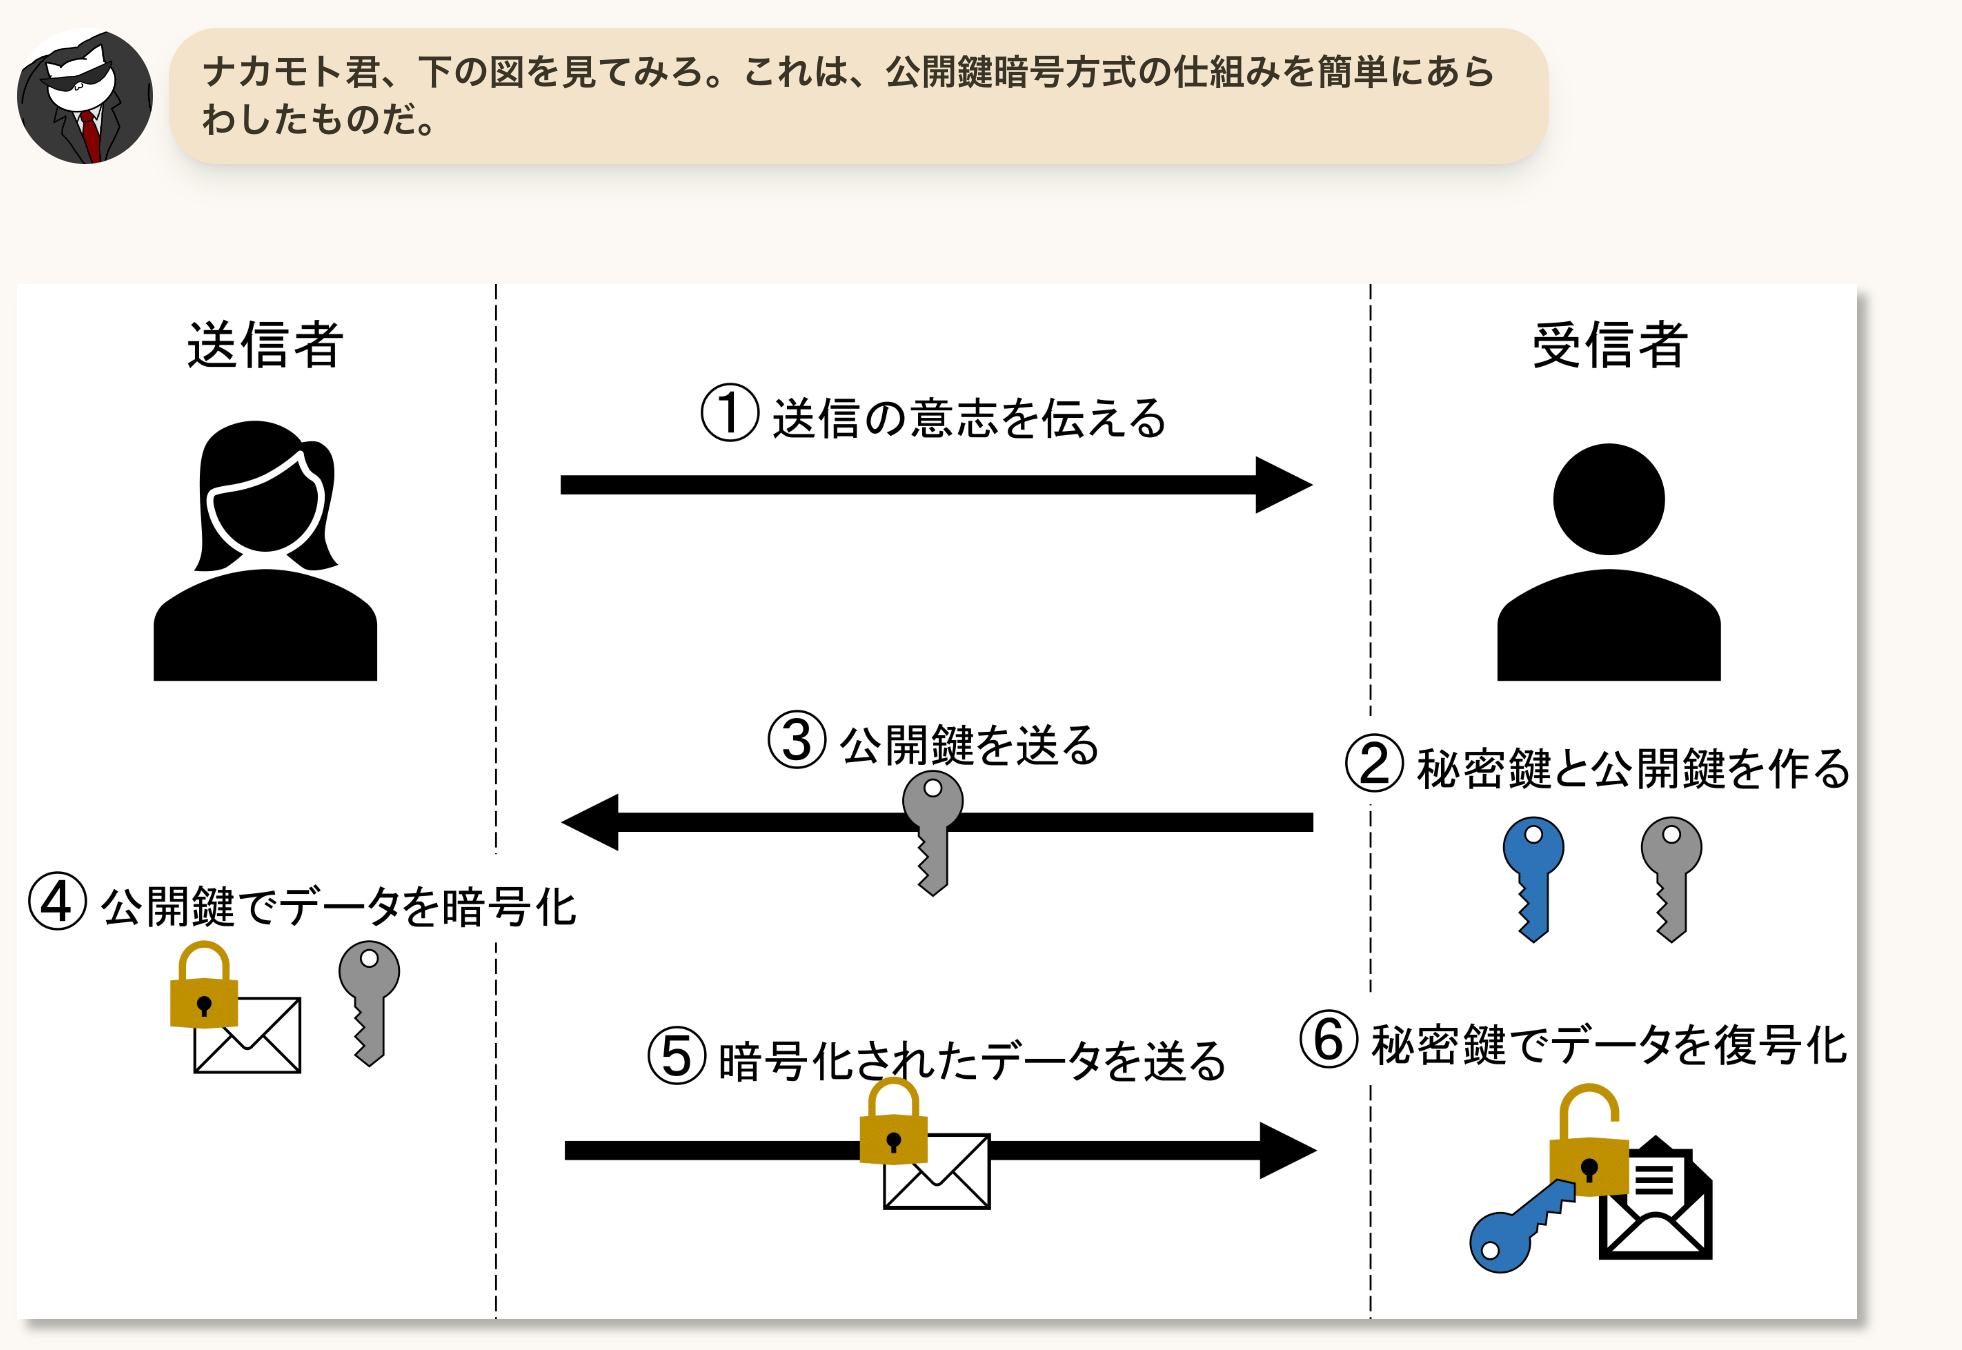 ナカモト君、下の図を見てみろ。これは、公開鍵暗号方式の仕組みを簡単にあら
わしたものだ。
送信者
受信者
① 送信の意志を伝える
③ 公開鍵を送る
② 秘密鍵と公開鍵を作る
④ 公開鍵でデータを暗号化
⑤ 暗号化されたデータを送る
⑥ 秘密鍵でデータを復号化